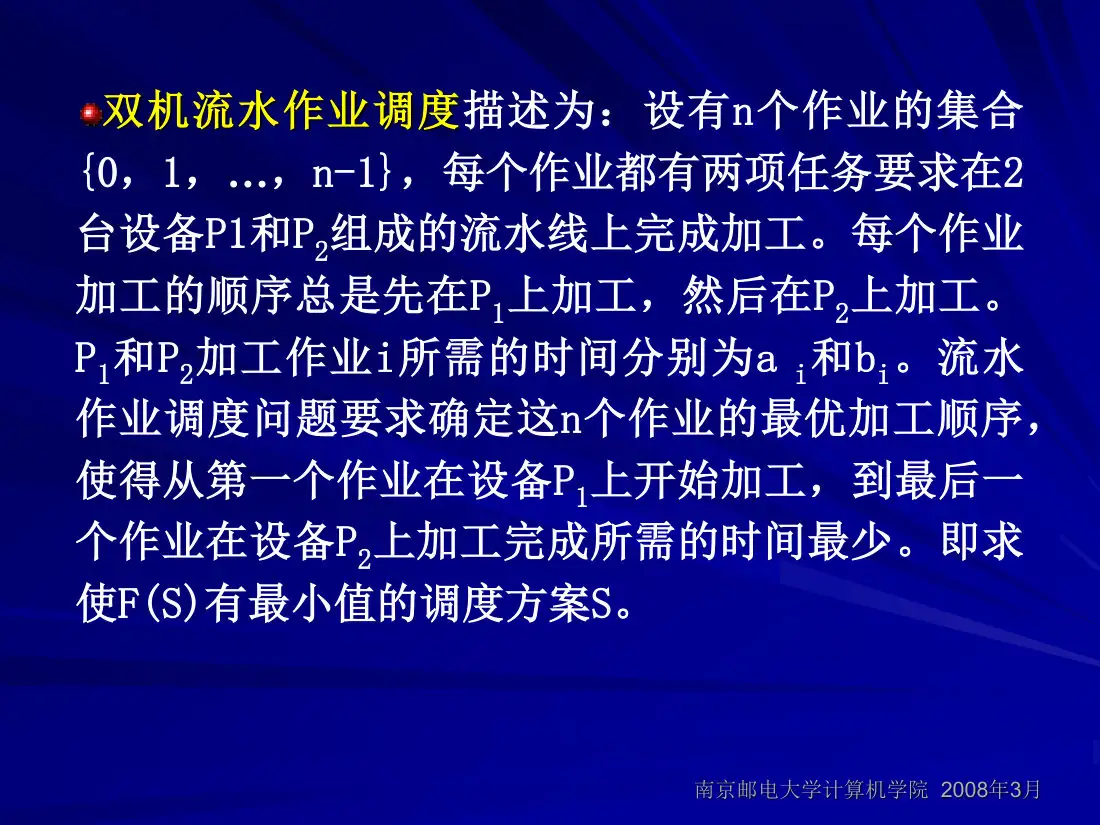 双机流水作业调度描述为：设有n个作业的集合
{0，1，…，n-1}，每个作业都有两项任务要求在2
台设备P1和P₂组成的流水线上完成加工。每个作业
加工的顺序总是先在P₁上加工，然后在P₂上加工。
P₁和P₂加工作业i所需的时间分别为a ᵢ和bᵢ。流水
作业调度问题要求确定这n个作业的最优加工顺序，
使得从第一个作业在设备P₁上开始加工，到最后一
个作业在设备P₂上加工完成所需的时间最少。即求
使F(S)有最小值的调度方案S。
南京邮电大学计算机学院 2008年3月